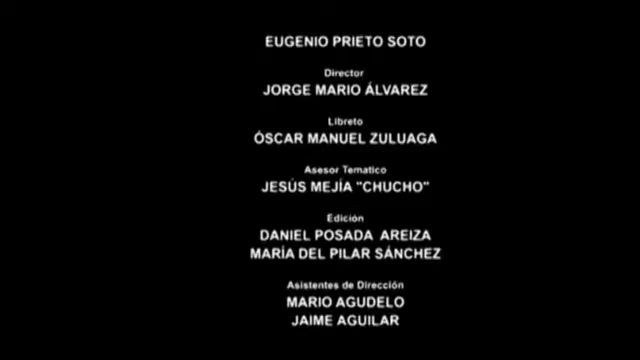 EUGENIO PRIETO SOTO
Director
JORGE MARIO ÁLVAREZ
Libreto
ÓSCAR MANUEL ZULUAGA
Asesor Tematico
JESÚS MEJÍA "CHUCHO"
Edición
DANIEL POSADA AREIZA
MARÍA DEL PILAR SÁNCHEZ
Asistentes de Dirección
MARIO AGUDELO
JAIME AGUILAR